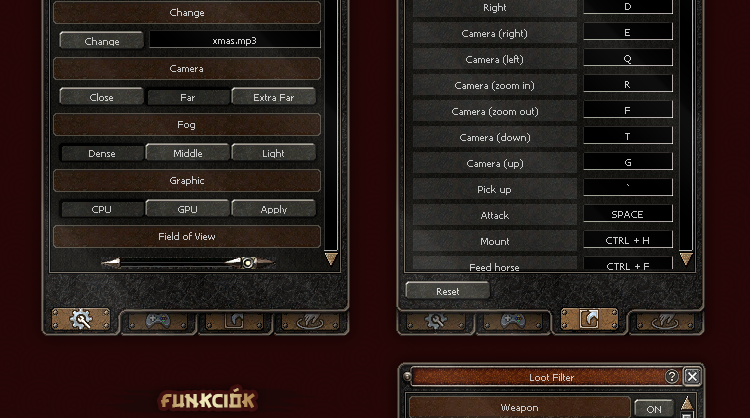 Change
Change
xmas.mp3
Camera
Close Far Extra Far
Fog
Dense Middle Light
Graphic
CPU GPU Apply
Field of View
Right D
Camera (right) E
Camera (left) Q
Camera (zoom in) R
Camera (zoom out) F
Camera (down) T
Camera (up) G
Pick up `
Attack SPACE
Mount CTRL + H
Feed horse CTRL + F
Reset
FUNKCIÓK
Loot Filter ? X
Weapon ON